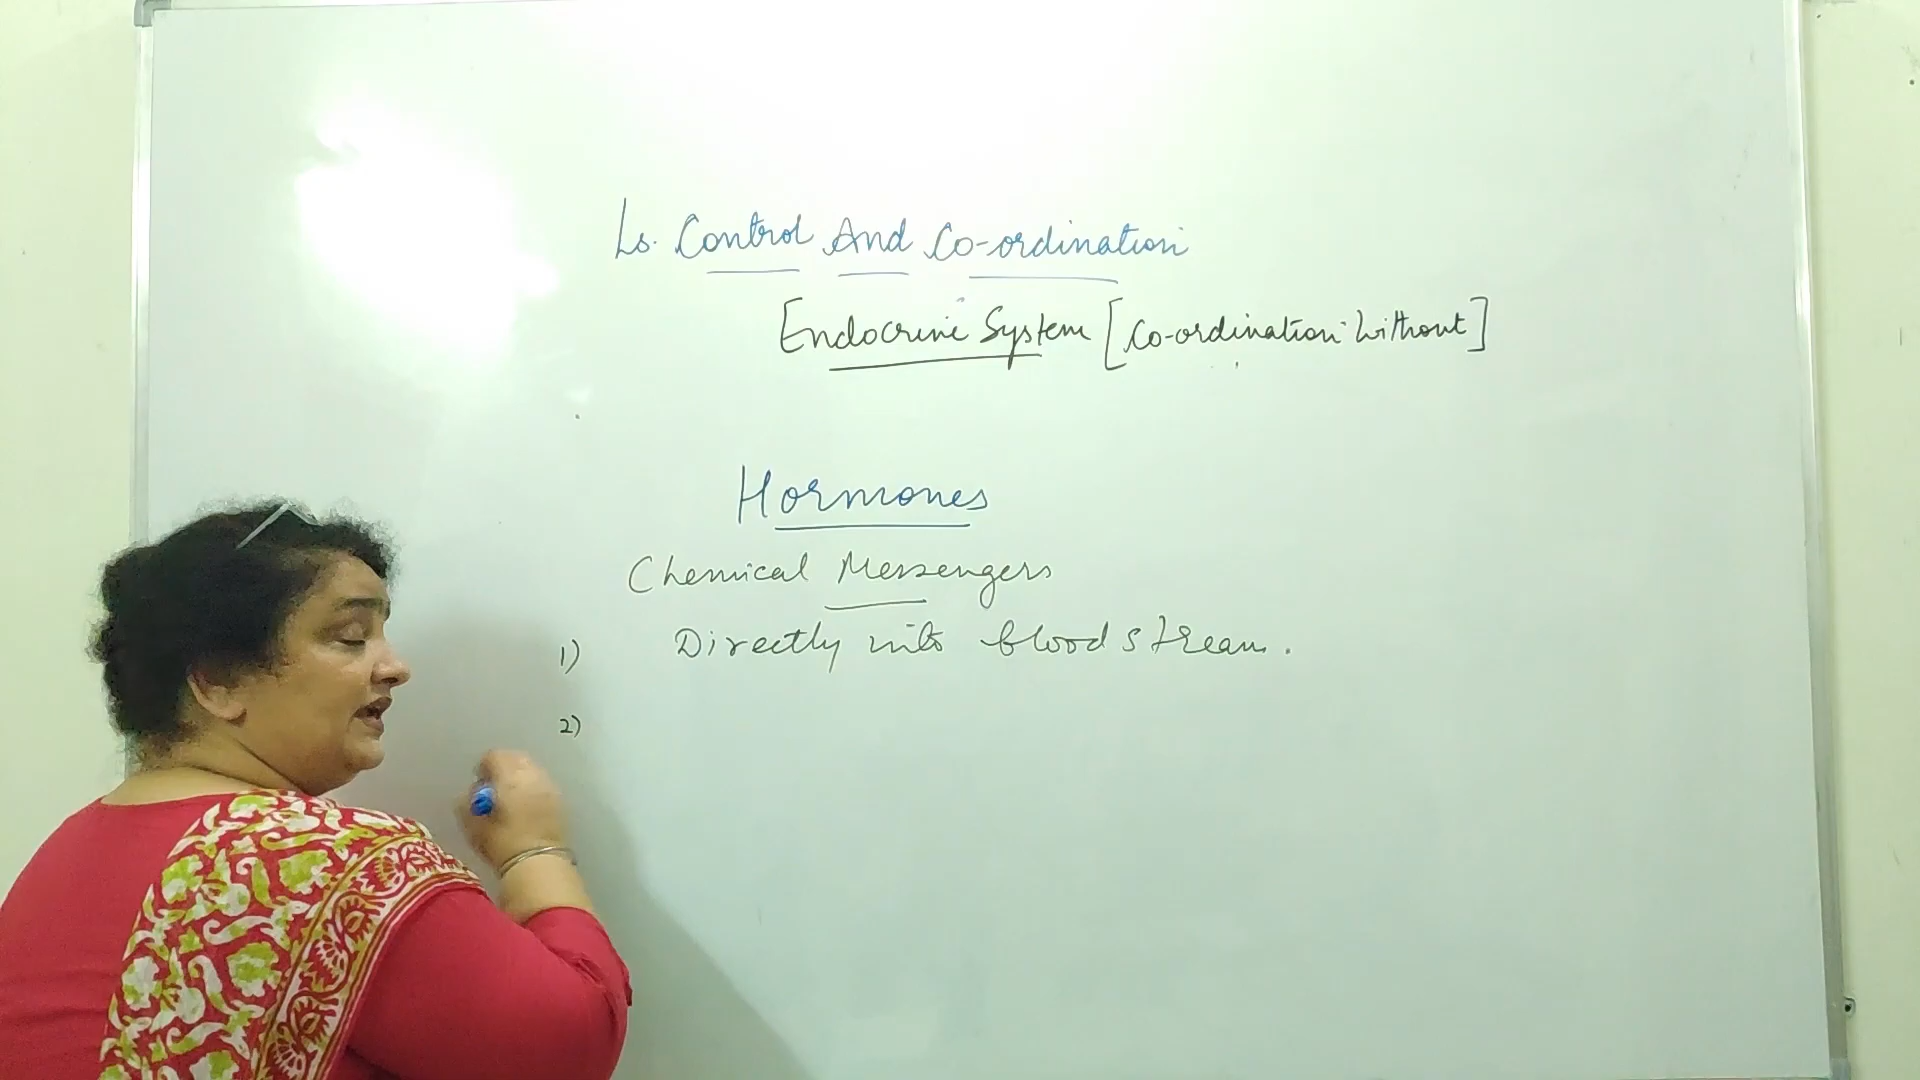 Ls. Control And Co-ordination
Endocrine System [Co-ordination Without]
Hormones
Chemical Messengers
1) Directly into blood stream.
2)